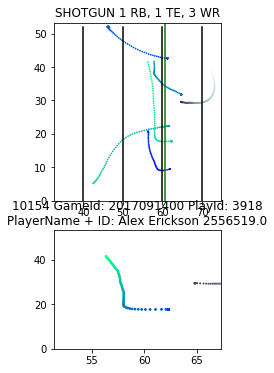 SHOTGUN 1 RB, 1 TE, 3 WR
50
40
30
20
10
0
40 50 60 70
10154 GameId: 2017091400 PlayId: 3918
PlayerName + ID: Alex Erickson 2556519.0
40
20
0
55 60 65